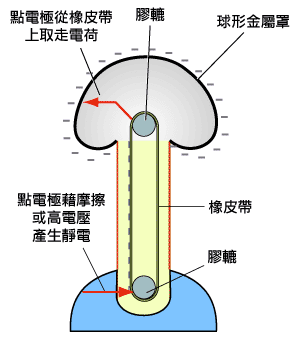 點電極從橡皮帶
上取走電荷
膠轆
球形金屬罩
橡皮帶
點電極藉摩擦
或高電壓
產生靜電
膠轆